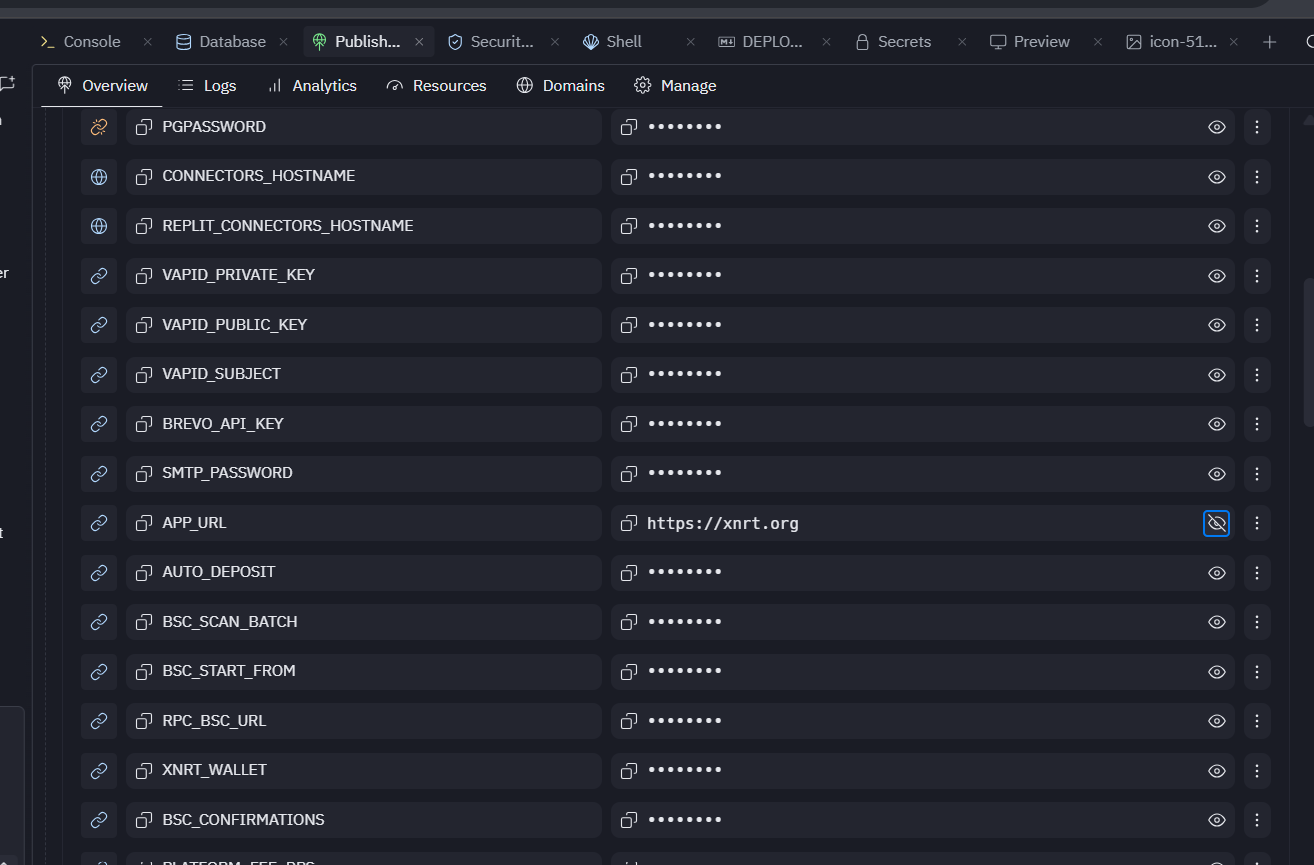 Console
Database
Publish...
Securit...
Shell
DEPLO...
Secrets
Preview
icon-51...
Overview
Logs
Analytics
Resources
Domains
Manage
PGPASSWORD ••••••••
CONNECTORS_HOSTNAME ••••••••
REPLIT_CONNECTORS_HOSTNAME ••••••••
er
VAPID_PRIVATE_KEY ••••••••
VAPID_PUBLIC_KEY ••••••••
VAPID_SUBJECT ••••••••
BREVO_API_KEY ••••••••
SMTP_PASSWORD ••••••••
APP_URL https://xnrt.org
t
AUTO_DEPOSIT ••••••••
BSC_SCAN_BATCH ••••••••
BSC_START_FROM ••••••••
RPC_BSC_URL ••••••••
XNRT_WALLET ••••••••
BSC_CONFIRMATIONS ••••••••